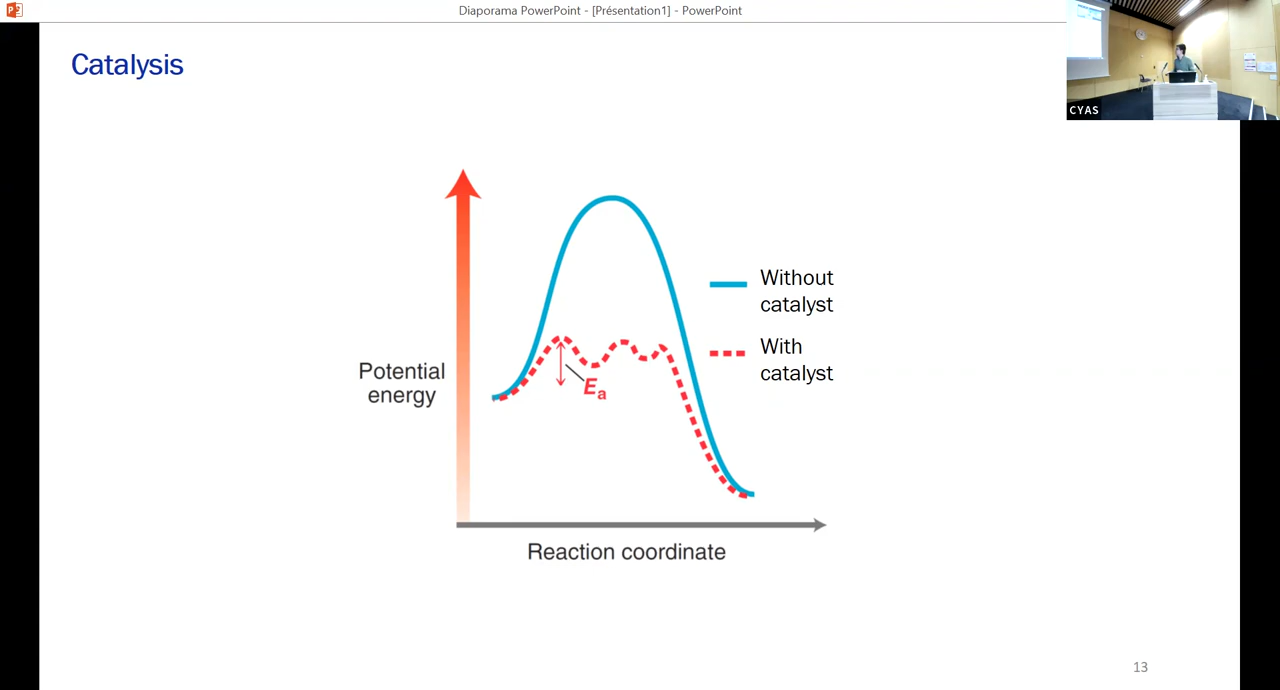 Diaporama PowerPoint - [Présentation1] - PowerPoint
Catalysis
CYAS
Without
catalyst
With
catalyst
Potential
energy
Ea
Reaction coordinate
13